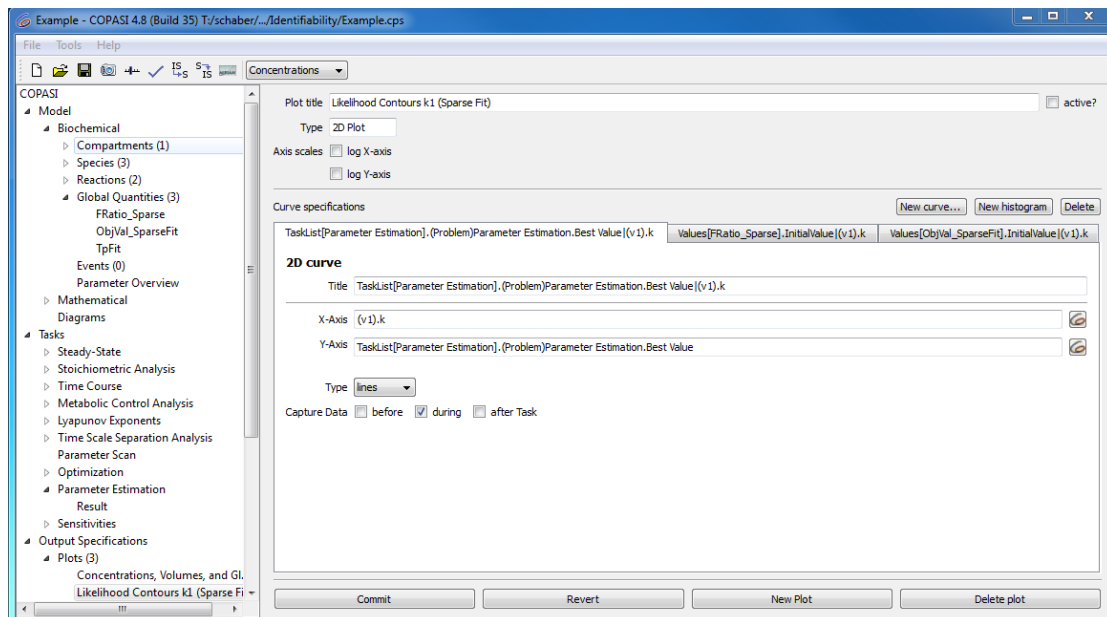 Example - COPASI 4.8 (Build 35) T:/schaber/.../Identifiability/Example.cps
File Tools Help
Concentrations
COPASI
Model
Biochemical
Compartments (1)
Species (3)
Reactions (2)
Global Quantities (3)
FRatio_Sparse
ObjVal_SparseFit
TpFit
Events (0)
Parameter Overview
Mathematical
Diagrams
Tasks
Steady-State
Stoichiometric Analysis
Time Course
Metabolic Control Analysis
Lyapunov Exponents
Time Scale Separation Analysis
Parameter Scan
Optimization
Parameter Estimation
Result
Sensitivities
Output Specifications
Plots (3)
Concentrations, Volumes, and Gl.
Likelihood Contours k1 (Sparse Fi
Plot title Likelihood Contours k1 (Sparse Fit) active?
Type 2D Plot
Axis scales log X-axis
log Y-axis
Curve specifications New curve... New histogram Delete
TaskList[Parameter Estimation].(Problem)Parameter Estimation.Best Value|(v1).k Values[FRatio_Sparse].InitialValue|(v1).k Values[ObjVal_SparseFit].InitialValue|(v1).k
2D curve
Title TaskList[Parameter Estimation].(Problem)Parameter Estimation.Best Value|(v1).k
X-Axis (v1).k
Y-Axis TaskList[Parameter Estimation].(Problem)Parameter Estimation.Best Value
Type lines
Capture Data before during after Task
Commit Revert New Plot Delete plot